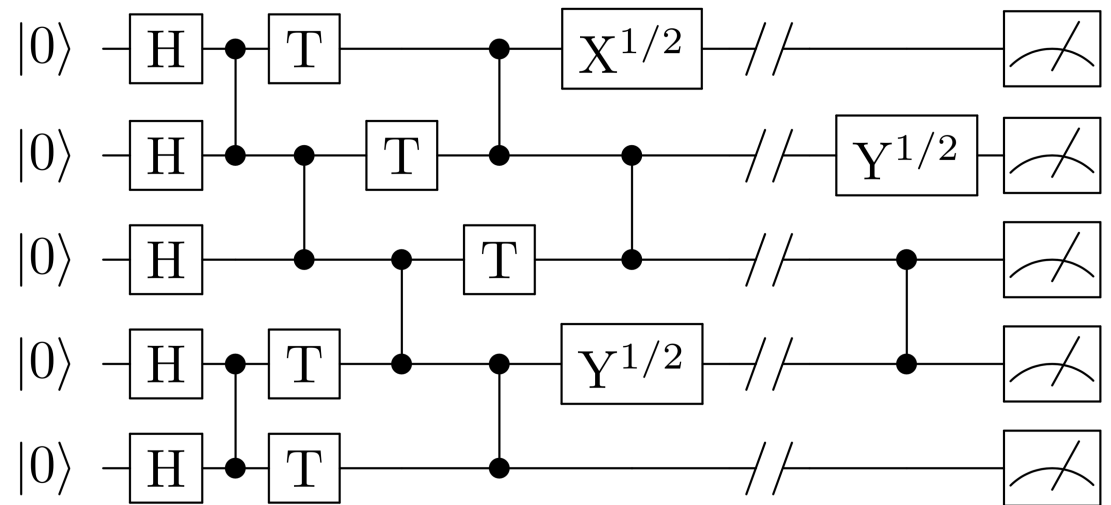 |0⟩ H T X^{1/2}
|0⟩ H T Y^{1/2}
|0⟩ H T
|0⟩ H T Y^{1/2}
|0⟩ H T